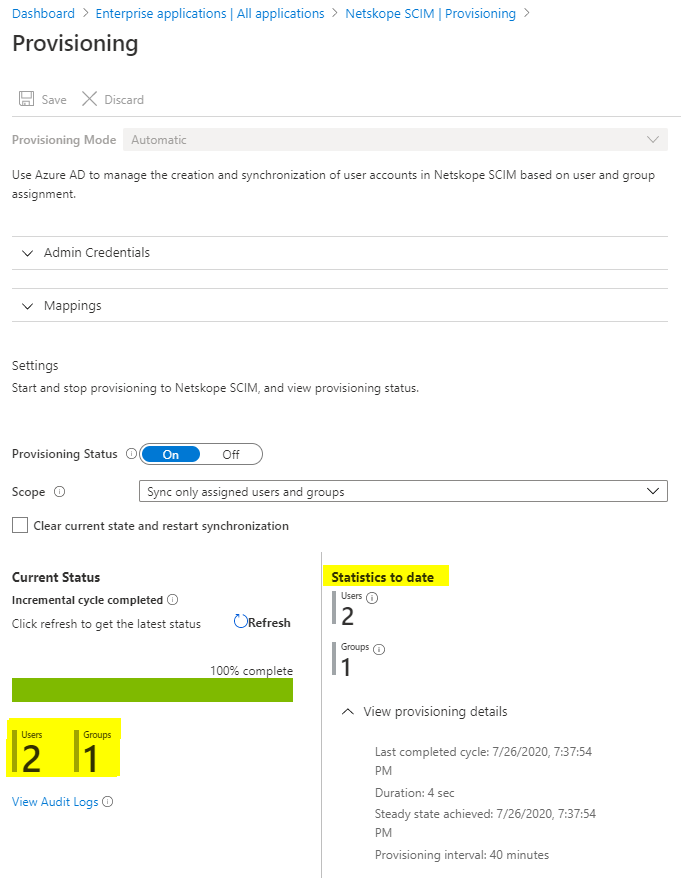 Dashboard > Enterprise applications | All applications > Netskope SCIM | Provisioning >
Provisioning
Save Discard
Provisioning Mode Automatic
Use Azure AD to manage the creation and synchronization of user accounts in Netskope SCIM based on user and group
assignment.
Admin Credentials
Mappings
Settings
Start and stop provisioning to Netskope SCIM, and view provisioning status.
Provisioning Status On Off
Scope Sync only assigned users and groups
Clear current state and restart synchronization
Current Status
Incremental cycle completed
Click refresh to get the latest status Refresh
100% complete
Users Groups
2 1
View Audit Logs
Statistics to date
Users
2
Groups
1
View provisioning details
Last completed cycle: 7/26/2020, 7:37:54
PM
Duration: 4 sec
Steady state achieved: 7/26/2020, 7:37:54
PM
Provisioning interval: 40 minutes